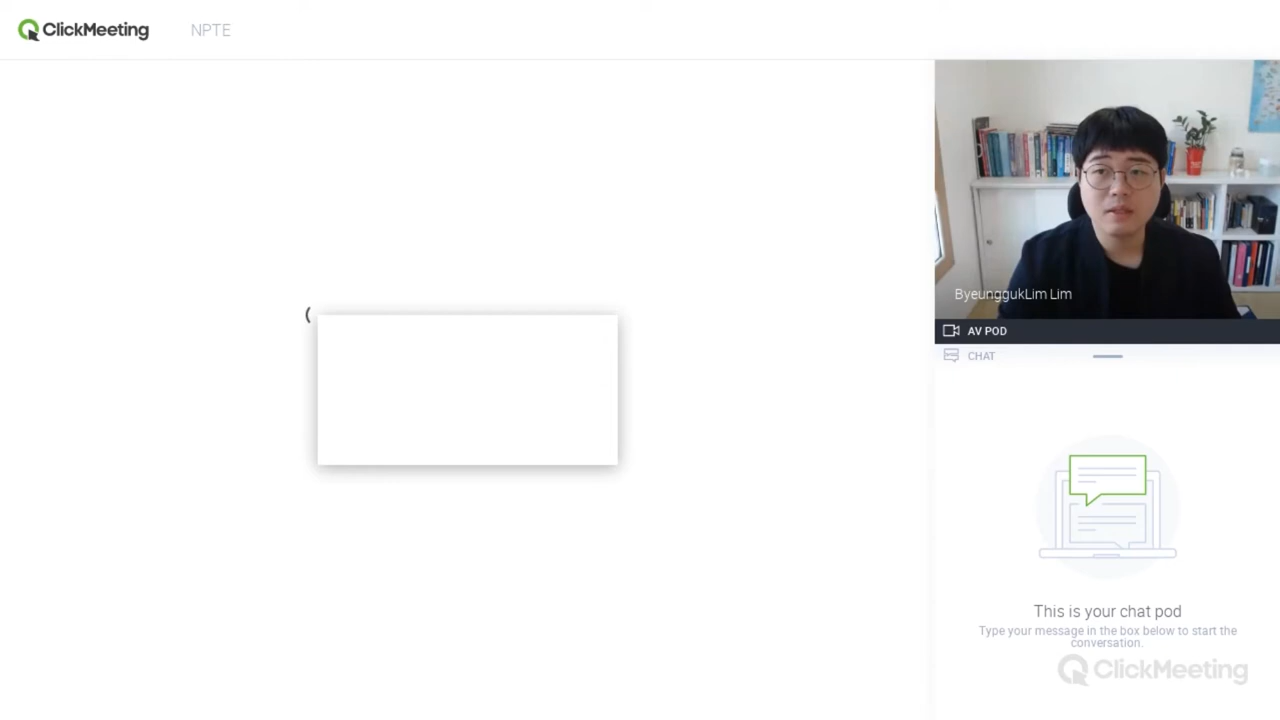 ClickMeeting
NPTE
ByeunggukLim Lim
AV POD
CHAT
This is your chat pod
Type your message in the box below to start the
conversation.
ClickMeeting